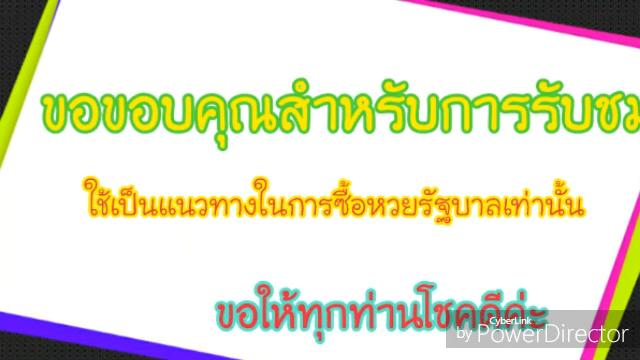 ขอขอบคุณสำหรับการรับชม
ใช้เป็นแนวทางในการซื้อหวยรัฐบาลเท่านั้น
ขอให้ทุกท่านโชคดีค่ะ
CyberLink
by PowerDirector